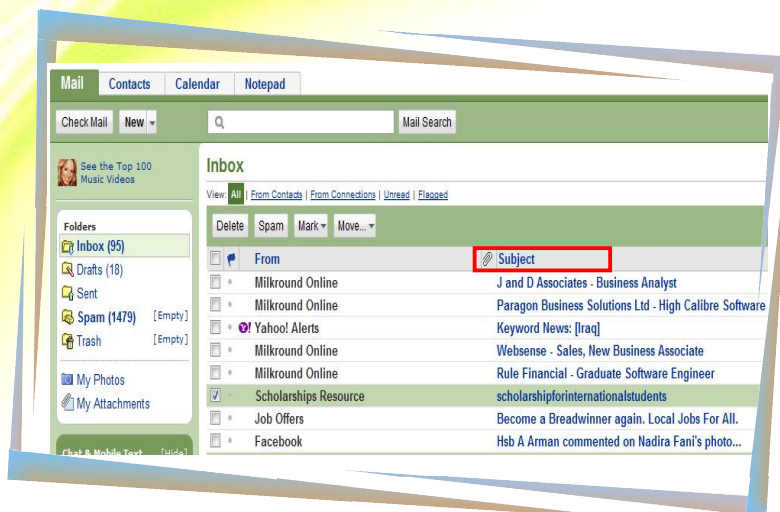 Mail Contacts Calendar Notepad
Check Mail New Mail Search
See the Top 100
Music Videos
Folders
Inbox (95)
Drafts (18)
Sent
Spam (1479) [Empty]
Trash [Empty]
My Photos
My Attachments
Chat & Mobile Text [Hide]
Inbox
View: All | From Contacts | From Connections | Unread | Flagged
Delete Spam Mark Move...
From Subject
Milkround Online J and D Associates - Business Analyst
Milkround Online Paragon Business Solutions Ltd - High Calibre Software
Y! Yahoo! Alerts Keyword News: [Iraq]
Milkround Online Websense - Sales, New Business Associate
Milkround Online Rule Financial - Graduate Software Engineer
Scholarships Resource scholarshipforinternationalstudents
Job Offers Become a Breadwinner again. Local Jobs For All.
Facebook Hsb A Arman commented on Nadira Fani's photo...